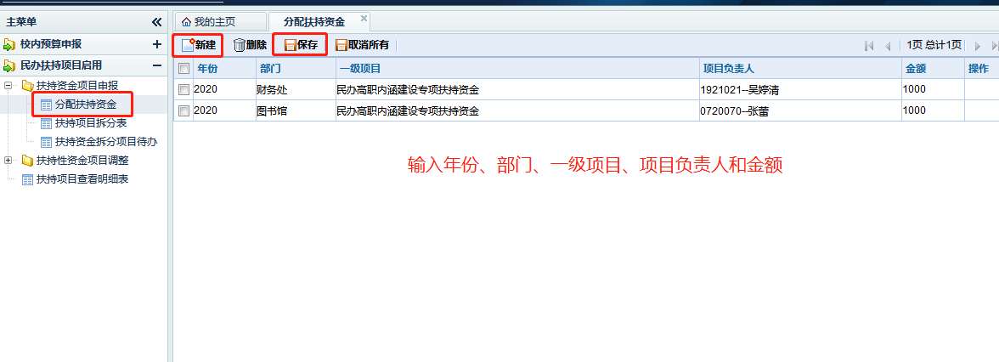 主菜单
我的主页
分配扶持资金
校内预算申报
新建
删除
保存
取消所有
1页 总计1页
民办扶持项目启用
年份 部门 一级项目 项目负责人 金额 操作
扶持资金项目申报
2020 财务处 民办高职内涵建设专项扶持资金 1921021--吴婷清 1000
分配扶持资金
2020 图书馆 民办高职内涵建设专项扶持资金 0720070--张蕾 1000
扶持项目拆分表
扶持资金拆分项目待办
扶持性资金项目调整
输入年份、部门、一级项目、项目负责人和金额
扶持项目查看明细表